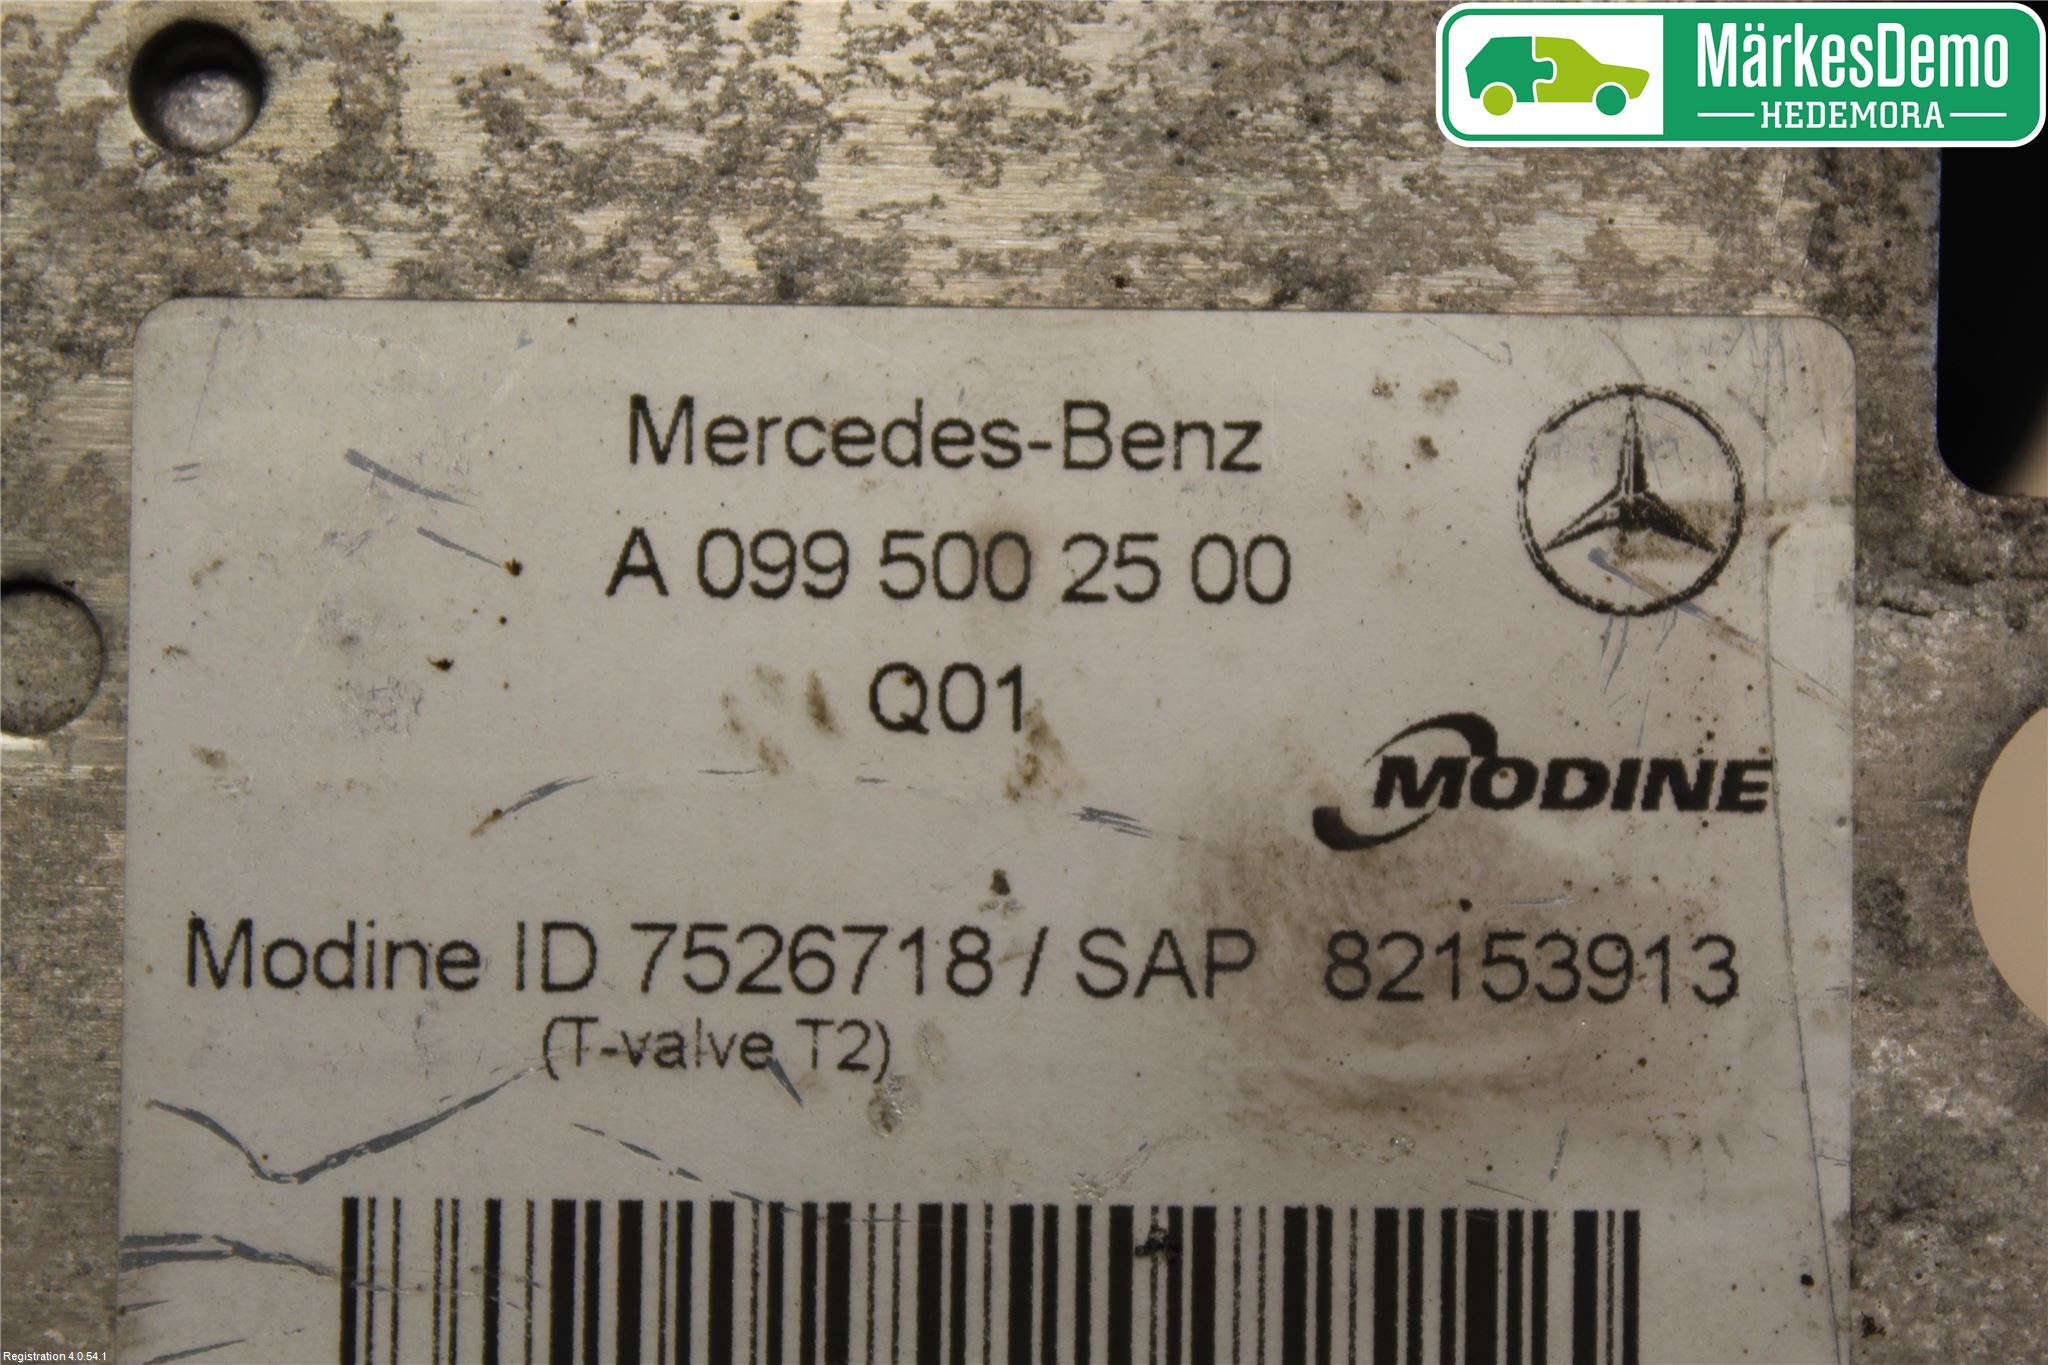 MärkesDemo
HEDEMORA
Mercedes-Benz
A 099 500 25 00
Q01
MODINE
Modine ID 7526718 / SAP 82153913
(T-valve T2)
Registration 4.0.54.1